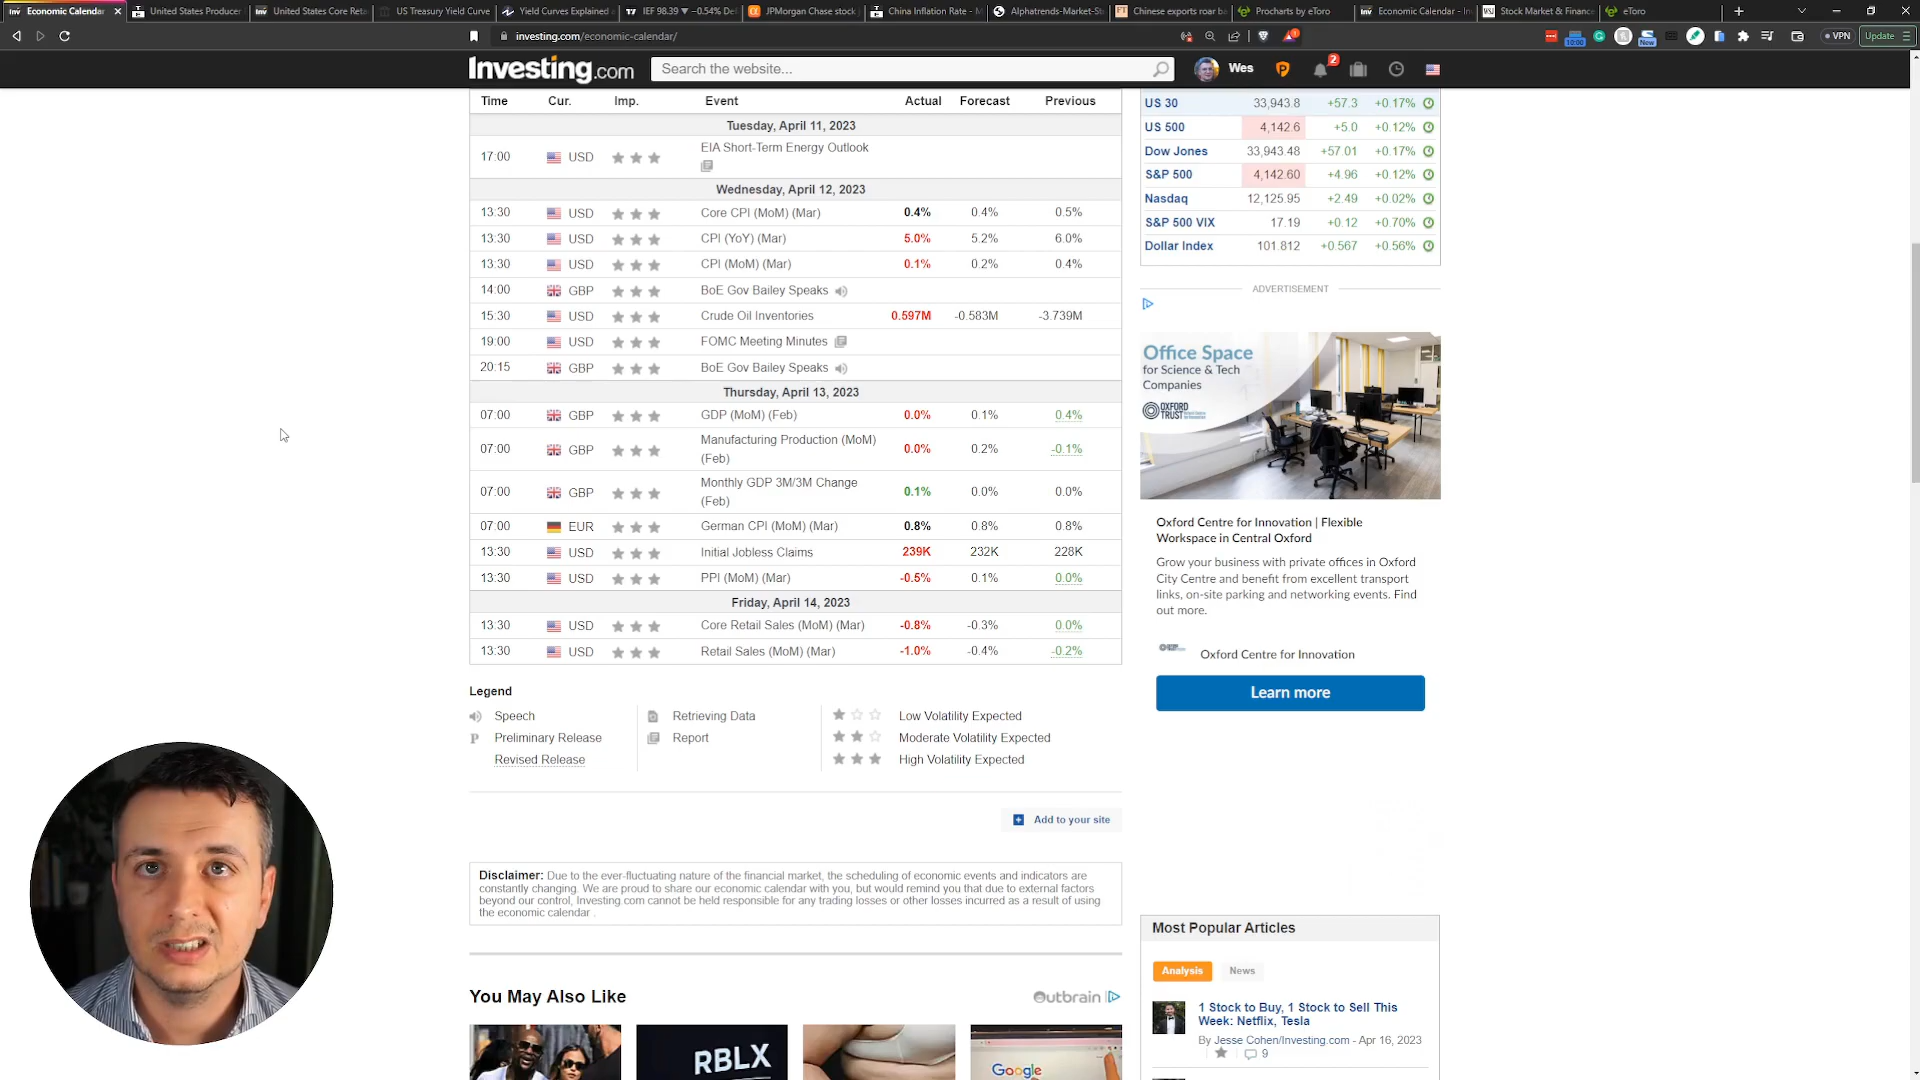 Economic Calendar
United States Producer
United States Core Reta
US Treasury Yield Curve
Yield Curves Explained
IEF 98.39 ▼ −0.54%
JPMorgan Chase stock
China Inflation Rate - M
Alphatrends-Market-St
Chinese exports roar ba
Procharts by eToro
Economic Calendar - In
Stock Market & Finance
eToro
investing.com/economic-calendar/
10:00
New
VPN
Update
Investing.com
Search the website...
Wes
2
Time Cur. Imp. Event Actual Forecast Previous
Tuesday, April 11, 2023
17:00 USD EIA Short-Term Energy Outlook
Wednesday, April 12, 2023
13:30 USD Core CPI (MoM) (Mar) 0.4% 0.4% 0.5%
13:30 USD CPI (YoY) (Mar) 5.0% 5.2% 6.0%
13:30 USD CPI (MoM) (Mar) 0.1% 0.2% 0.4%
14:00 GBP BoE Gov Bailey Speaks
15:30 USD Crude Oil Inventories 0.597M -0.583M -3.739M
19:00 USD FOMC Meeting Minutes
20:15 GBP BoE Gov Bailey Speaks
Thursday, April 13, 2023
07:00 GBP GDP (MoM) (Feb) 0.0% 0.1% 0.4%
07:00 GBP Manufacturing Production (MoM) (Feb) 0.0% 0.2% -0.1%
07:00 GBP Monthly GDP 3M/3M Change (Feb) 0.1% 0.0% 0.0%
07:00 EUR German CPI (MoM) (Mar) 0.8% 0.8% 0.8%
13:30 USD Initial Jobless Claims 239K 232K 228K
13:30 USD PPI (MoM) (Mar) -0.5% 0.1% 0.0%
Friday, April 14, 2023
13:30 USD Core Retail Sales (MoM) (Mar) -0.8% -0.3% 0.0%
13:30 USD Retail Sales (MoM) (Mar) -1.0% -0.4% -0.2%
Legend
Speech Retrieving Data Low Volatility Expected
P Preliminary Release Report Moderate Volatility Expected
Revised Release High Volatility Expected
Add to your site
Disclaimer: Due to the ever-fluctuating nature of the financial market, the scheduling of economic events and indicators are
constantly changing. We are proud to share our economic calendar with you, but would remind you that due to external factors
beyond our control, Investing.com cannot be held responsible for any trading losses or other losses incurred as a result of using
the economic calendar .
You May Also Like
Outbrain
RBLX
Google
US 30 33,943.8 +57.3 +0.17%
US 500 4,142.6 +5.0 +0.12%
Dow Jones 33,943.48 +57.01 +0.17%
S&P 500 4,142.60 +4.96 +0.12%
Nasdaq 12,125.95 +2.49 +0.02%
S&P 500 VIX 17.19 +0.12 +0.70%
Dollar Index 101.812 +0.567 +0.56%
ADVERTISEMENT
Office Space
for Science & Tech
Companies
OXFORD
TRUST
Oxford Centre for Innovation | Flexible
Workspace in Central Oxford
Grow your business with private offices in Oxford
City Centre and benefit from excellent transport
links, on-site parking and networking events. Find
out more.
Oxford Centre for Innovation
Learn more
Most Popular Articles
Analysis News
1 Stock to Buy, 1 Stock to Sell This
Week: Netflix, Tesla
By Jesse Cohen/Investing.com - Apr 16, 2023
9